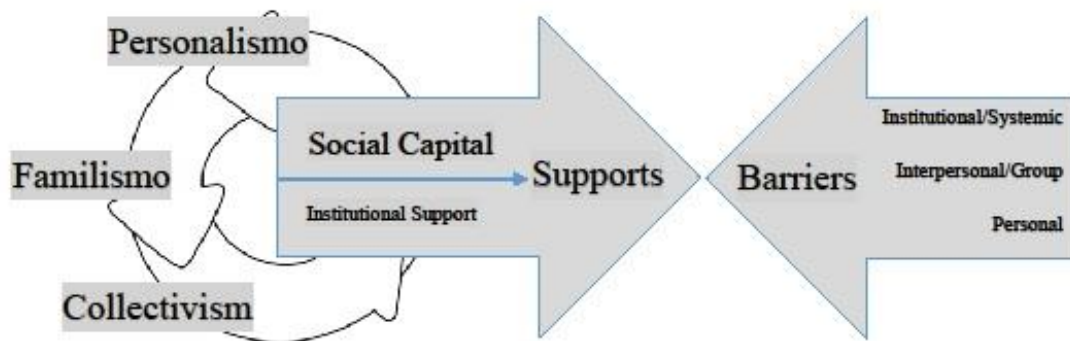 Personalismo
Familismo
Collectivism
Social Capital
Institutional Support
Supports
Barriers
Institutional/Systemic
Interpersonal/Group
Personal